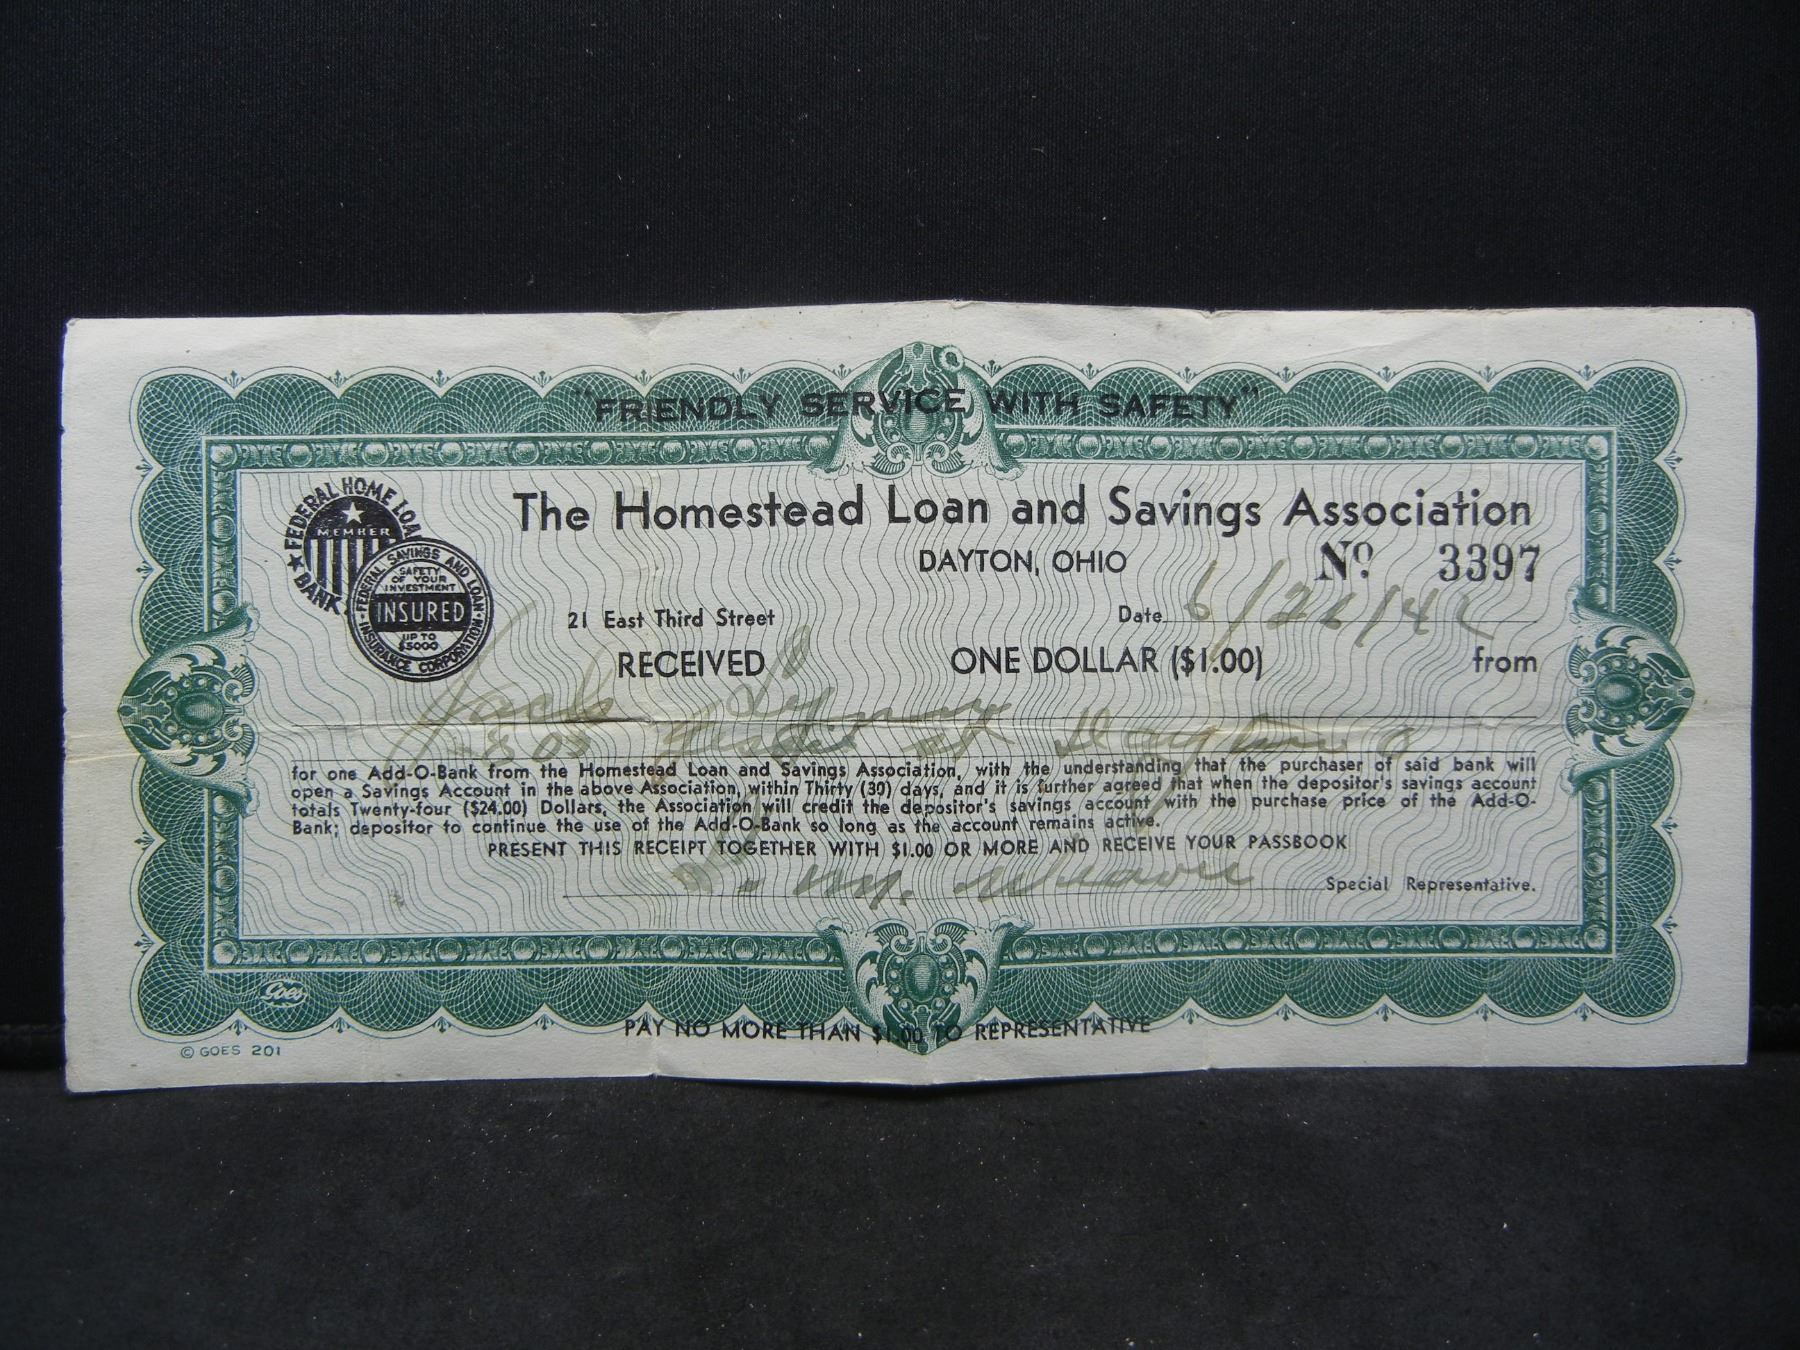 "FRIENDLY SERVICE WITH SAFETY"
FEDERAL HOME LOAN BANK
MEMBER
FEDERAL SAVINGS AND LOAN INSURANCE CORPORATION
SAFETY
OF YOUR
INVESTMENT
INSURED
UP TO
$5000
The Homestead Loan and Savings Association
DAYTON, OHIO
No 3397
21 East Third Street Date 6/26/42
RECEIVED ONE DOLLAR ($1.00) from
Jack
for one Add-O-Bank from the Homestead Loan and Savings Association, with the understanding that the purchaser of said bank will
open a Savings Account in the above Association, within Thirty (30) days, and it is further agreed that when the depositor's savings account
totals Twenty-four ($24.00) Dollars, the Association will credit the depositor's savings account with the purchase price of the Add-O-
Bank; depositor to continue the use of the Add-O-Bank so long as the account remains active.
PRESENT THIS RECEIPT TOGETHER WITH $1.00 OR MORE AND RECEIVE YOUR PASSBOOK
M. Special Representative.
Goes
PAY NO MORE THAN $1.00 TO REPRESENTATIVE
© GOES 201